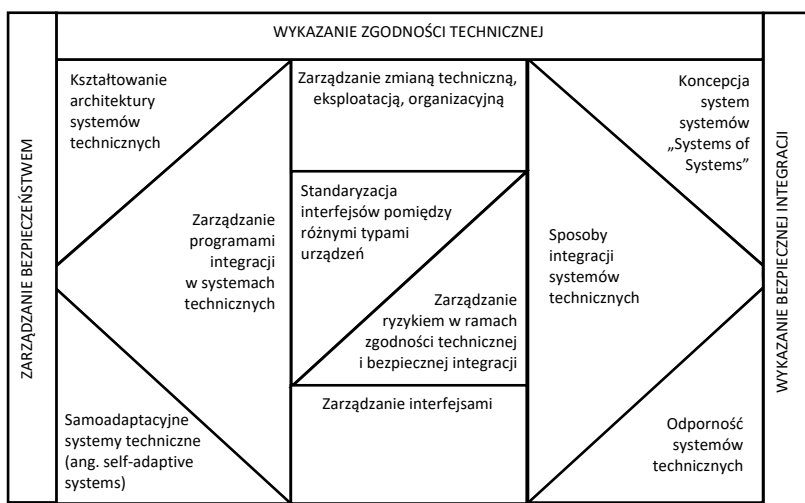 WYKAZANIE ZGODNOŚCI TECHNICZNEJ
ZARZĄDZANIE BEZPIECZEŃSTWEM
Kształtowanie
architektury
systemów
technicznych
Zarządzanie zmianą techniczną,
eksploatacją, organizacyjną
Koncepcja
system
systemów
„Systems of
Systems”
Zarządzanie
programami
integracji
w systemach
technicznych
Standaryzacja
interfejsów pomiędzy
różnymi typami
urządzeń
Zarządzanie
ryzykiem w ramach
zgodności technicznej
i bezpiecznej integracji
Sposoby
integracji
systemów
technicznych
Samoadaptacyjne
systemy techniczne
(ang. self-adaptive
systems)
Zarządzanie interfejsami
Odporność
systemów
technicznych
WYKAZANIE BEZPIECZNEJ INTEGRACJI